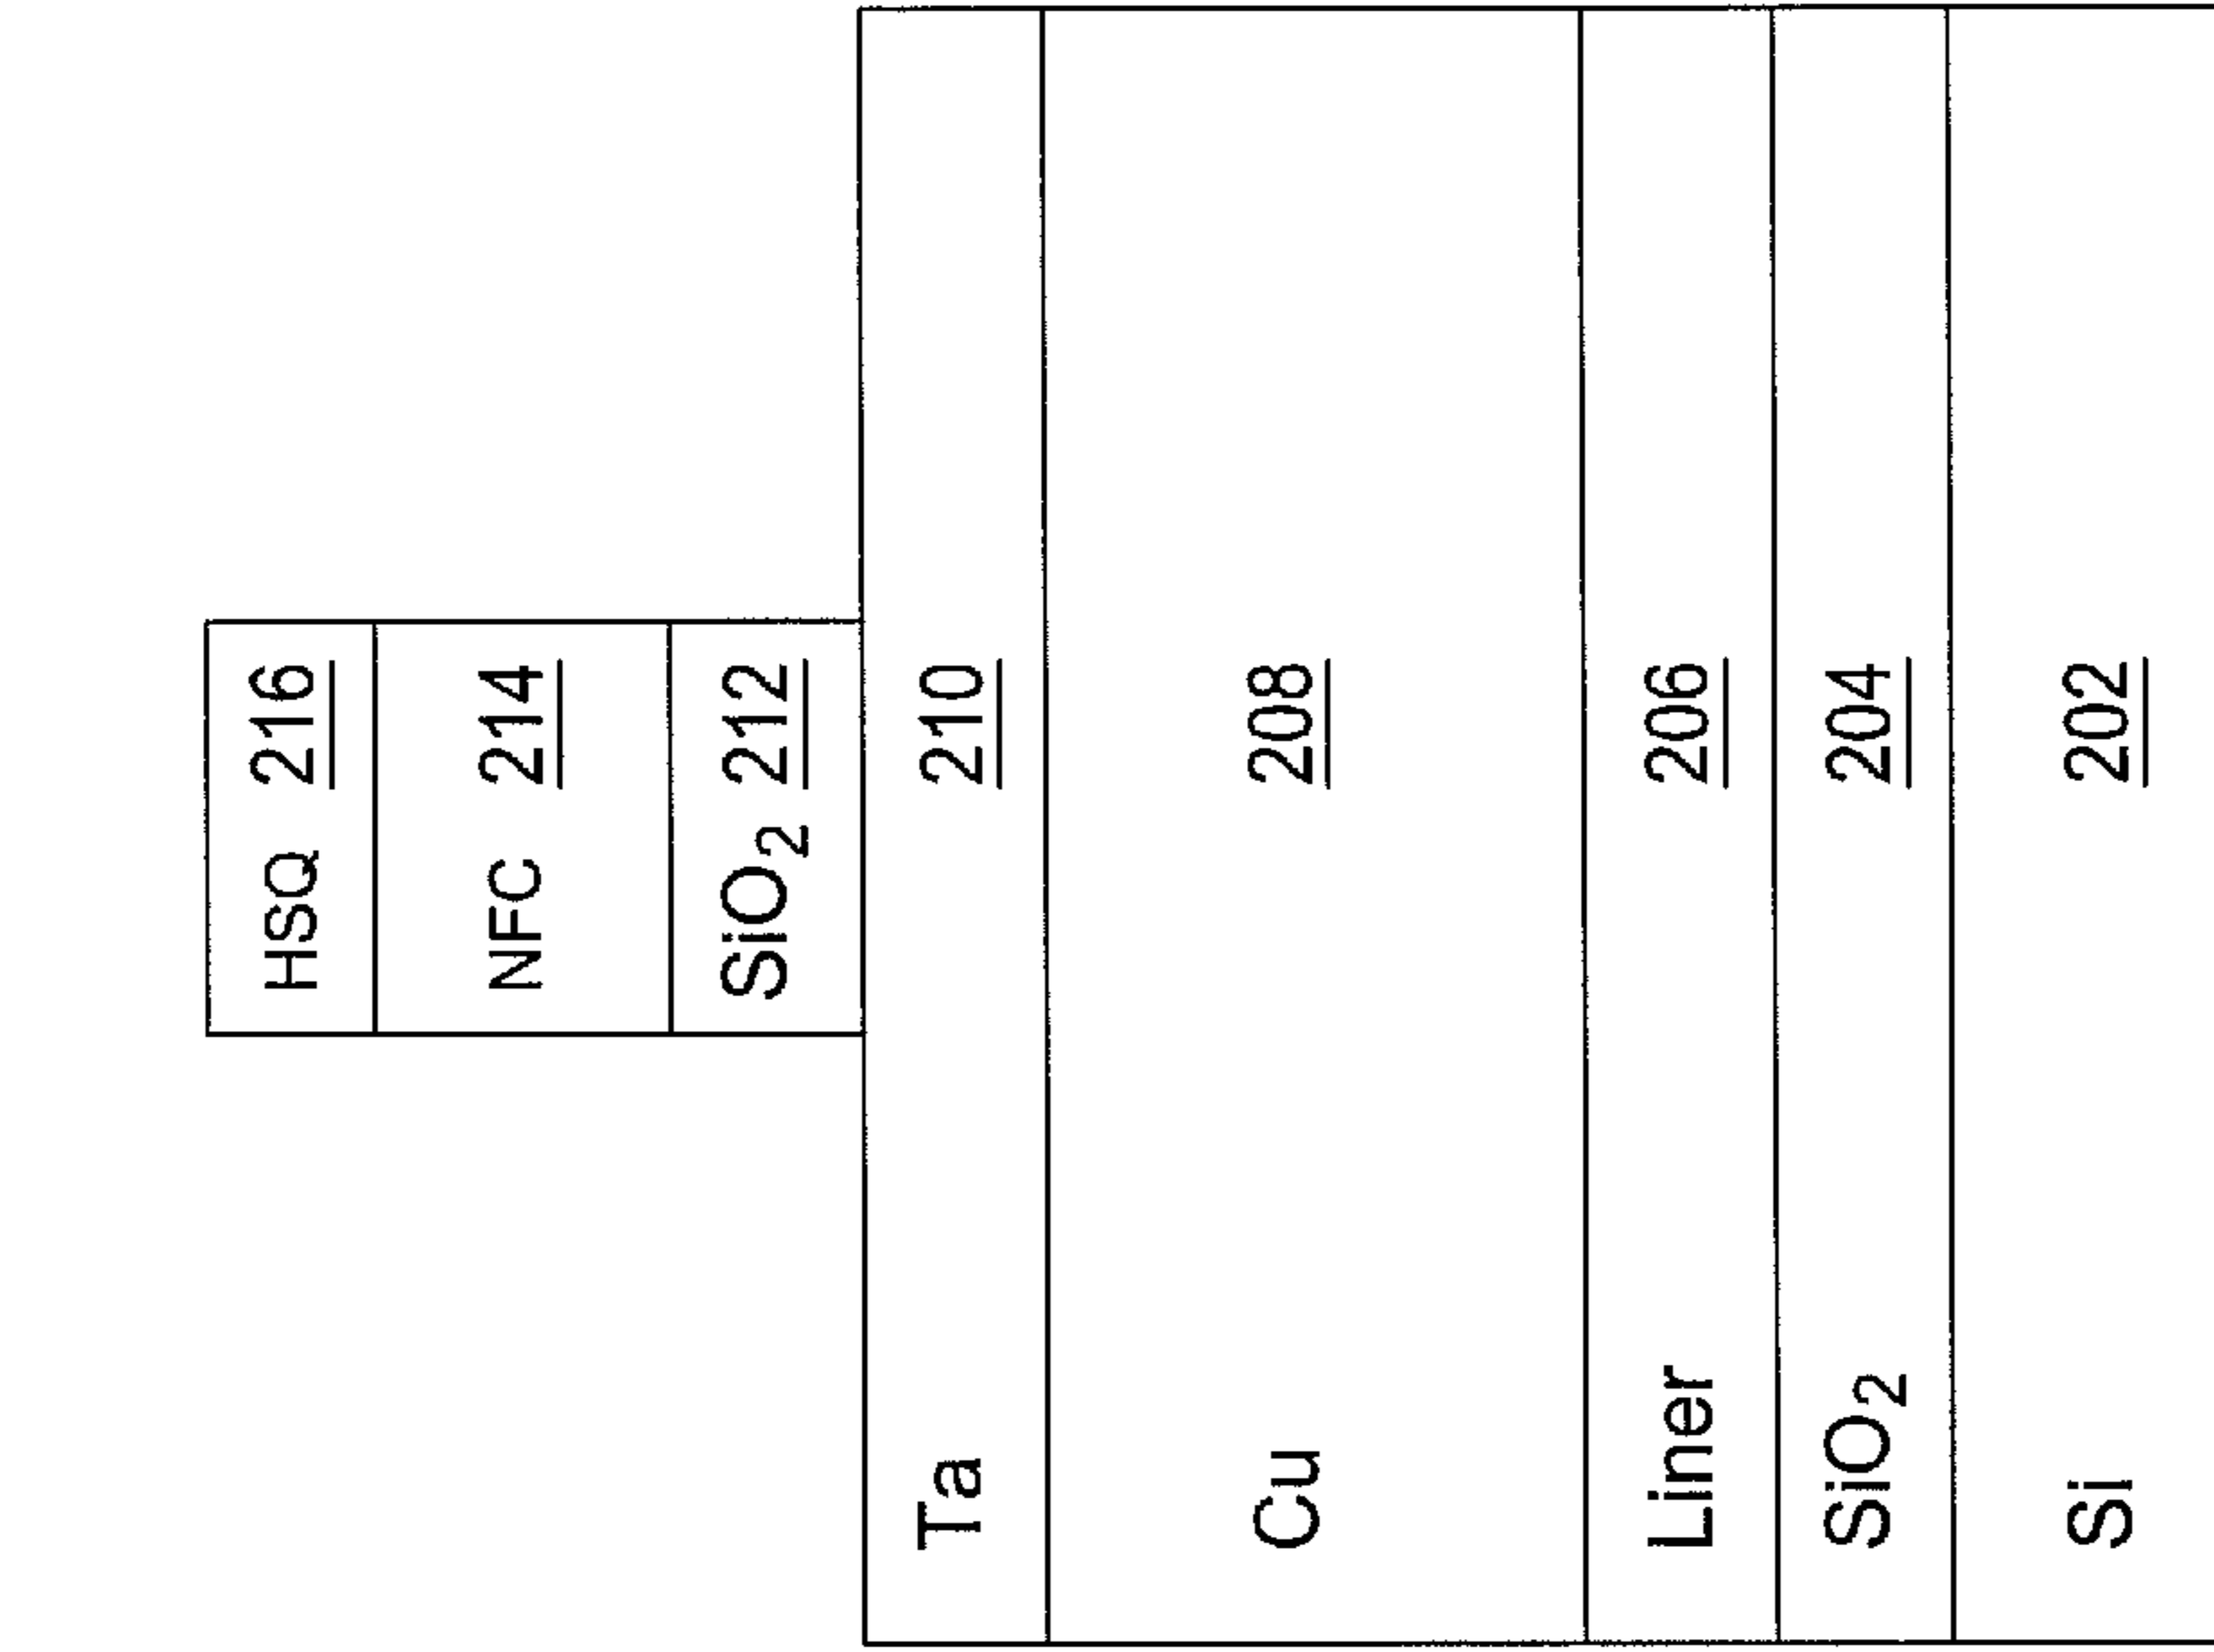 HSQ 216
NFC 214
SiO₂ 212
Ta 210
Cu 208
Liner 206
SiO₂ 204
Si 202